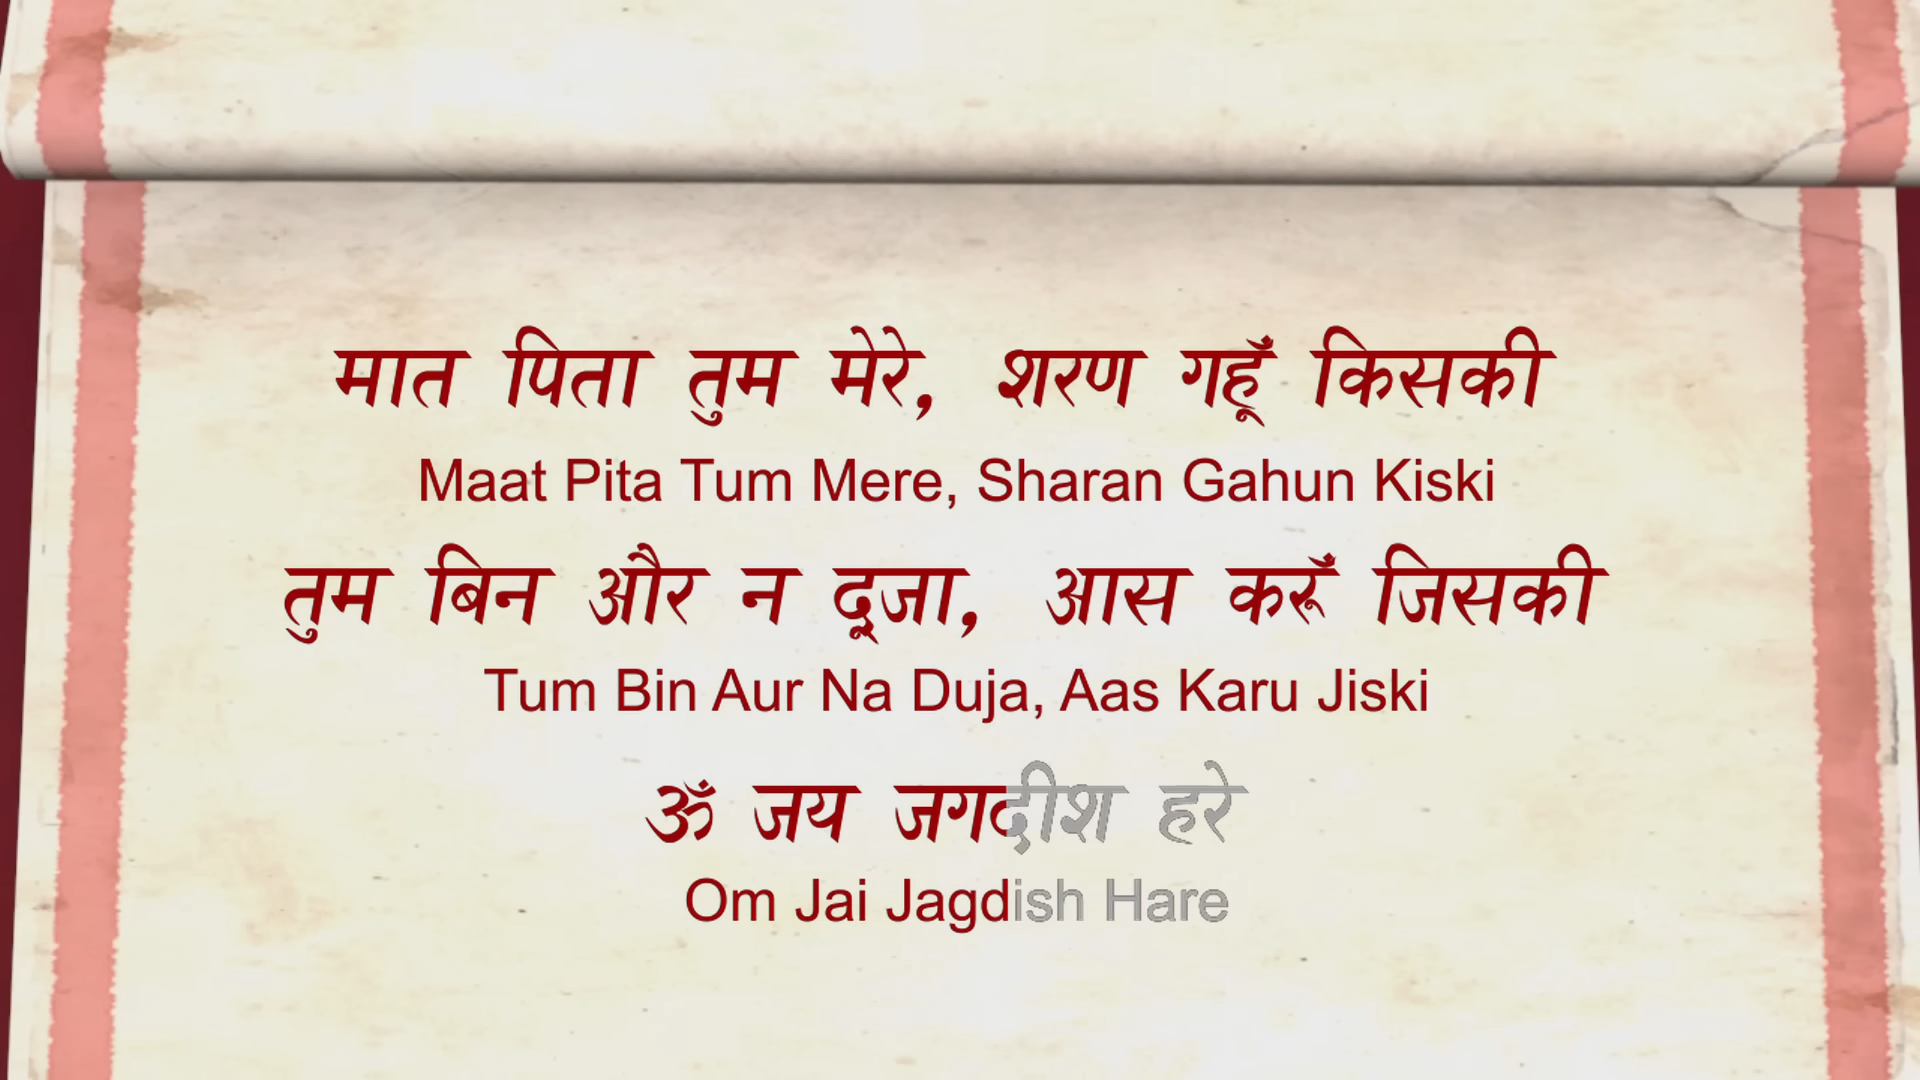 मात पिता तुम मेरे, शरण गहूँ किसकी
Maat Pita Tum Mere, Sharan Gahun Kiski
तुम बिन और न दूजा, आस करूँ जिसकी
Tum Bin Aur Na Duja, Aas Karu Jiski
ॐ जय जगदीश हरे
Om Jai Jagdish Hare